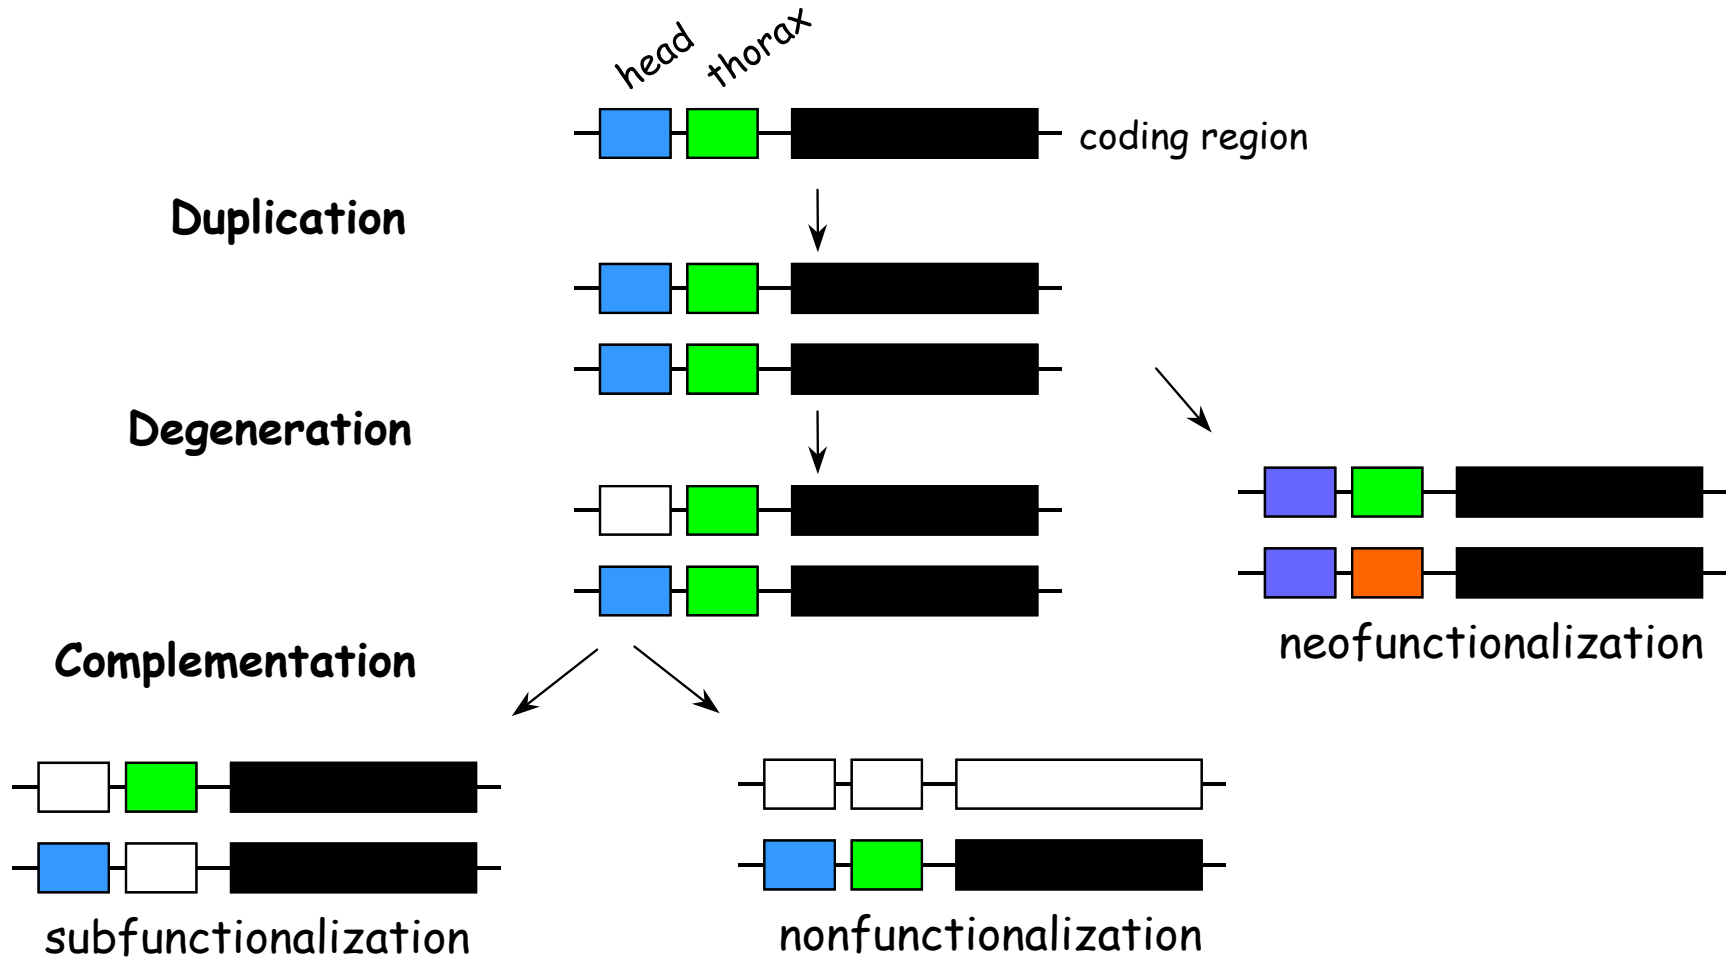 head
thorax
coding region
Duplication
Degeneration
neofunctionalization
Complementation
subfunctionalization
nonfunctionalization